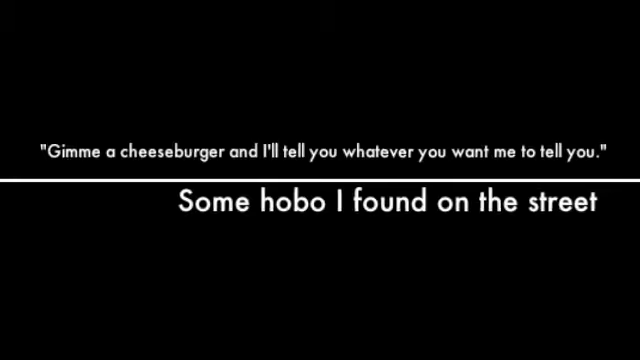 "Gimme a cheeseburger and I'll tell you whatever you want me to tell you."
Some hobo I found on the street